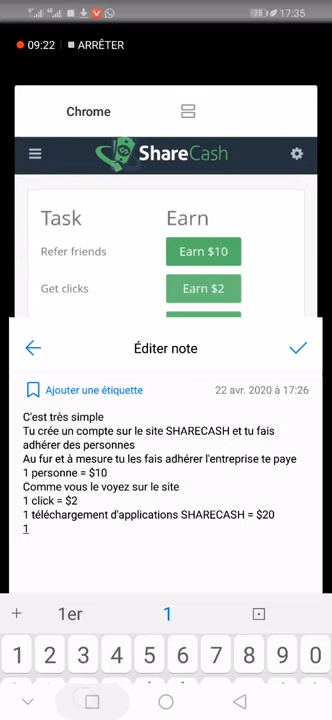 17:35
09:22 ARRÊTER
Chrome
ShareCash
Task Earn
Refer friends Earn $10
Get clicks Earn $2
Éditer note
Ajouter une étiquette 22 avr. 2020 à 17:26
C'est très simple
Tu crée un compte sur le site SHARECASH et tu fais
adhérer des personnes
Au fur et à mesure tu les fais adhérer l'entreprise te paye
1 personne = $10
Comme vous le voyez sur le site
1 click = $2
1 téléchargement d'applications SHARECASH = $20
1
+ 1er 1
1 2 3 4 5 6 7 8 9 0